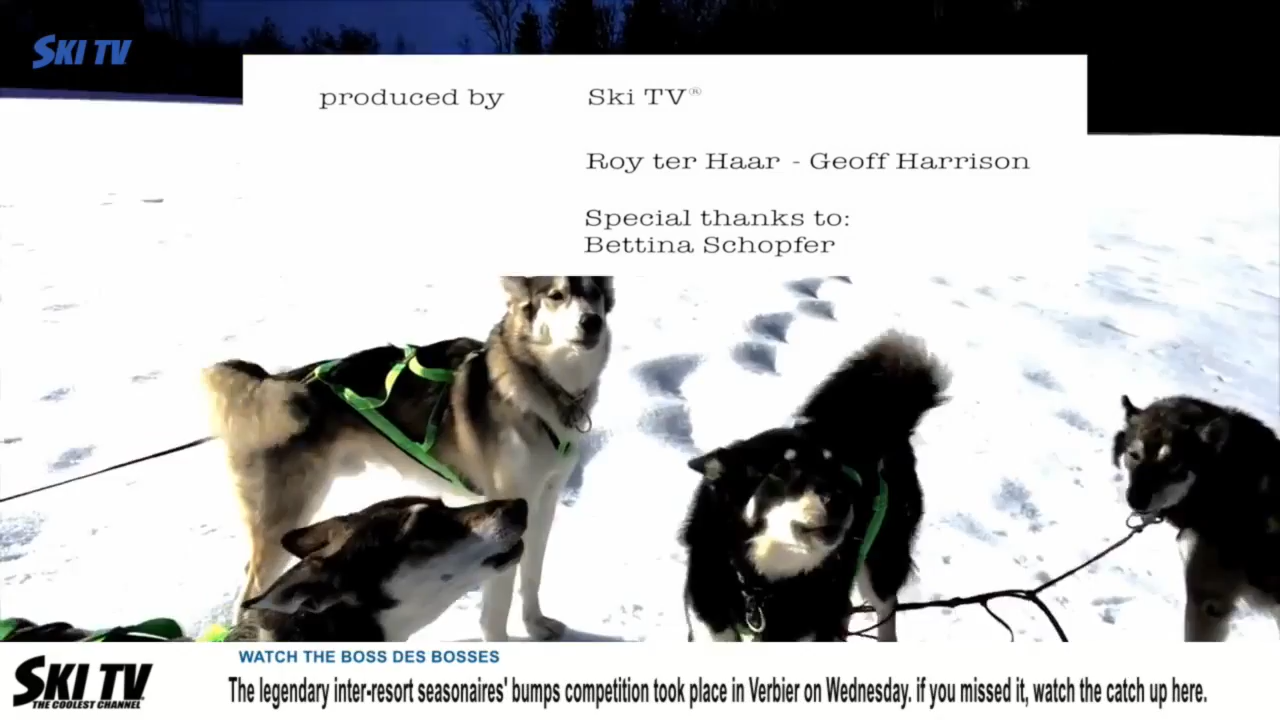 SKI TV
produced by Ski TV®
Roy ter Haar - Geoff Harrison
Special thanks to:
Bettina Schopfer
WATCH THE BOSS DES BOSSES
SKI TV
THE COOLEST CHANNEL
The legendary inter-resort seasonaires' bumps competition took place in Verbier on Wednesday. if you missed it, watch the catch up here.